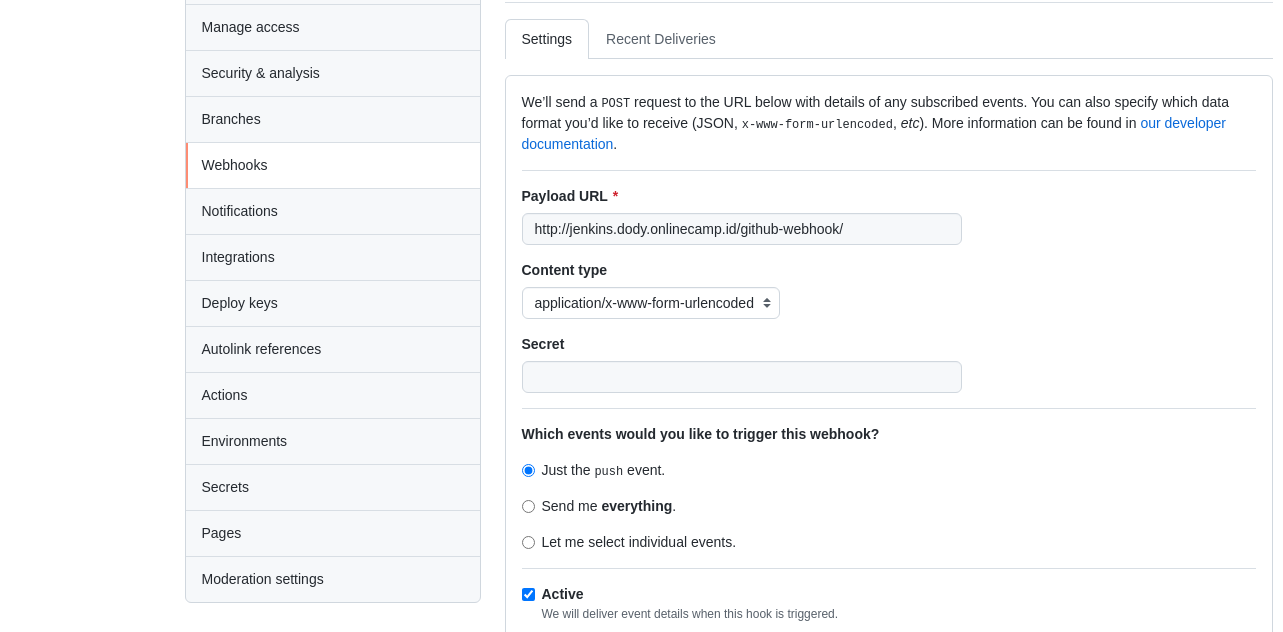 Manage access
Security & analysis
Branches
Webhooks
Notifications
Integrations
Deploy keys
Autolink references
Actions
Environments
Secrets
Pages
Moderation settings
Settings
Recent Deliveries
We’ll send a POST request to the URL below with details of any subscribed events. You can also specify which data
format you’d like to receive (JSON, x-www-form-urlencoded, etc). More information can be found in our developer
documentation.
Payload URL *
http://jenkins.dody.onlinecamp.id/github-webhook/
Content type
application/x-www-form-urlencoded
Secret
Which events would you like to trigger this webhook?
Just the push event.
Send me everything.
Let me select individual events.
Active
We will deliver event details when this hook is triggered.